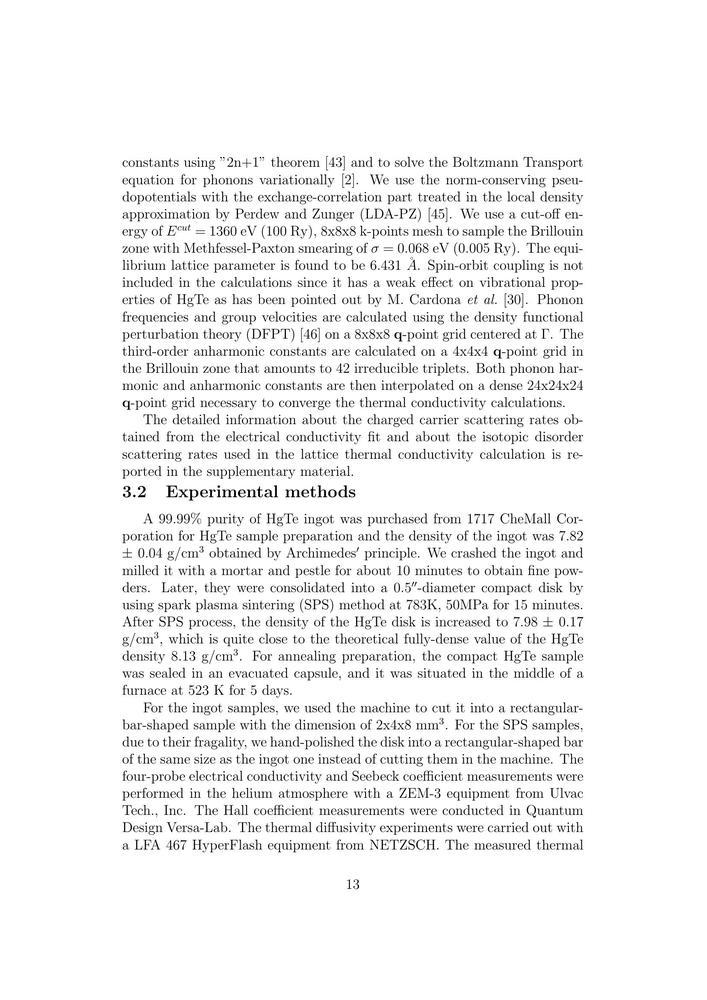 constants using ”2n+1” theorem [43] and to solve the Boltzmann Transport
equation for phonons variationally [2]. We use the norm-conserving pseu-
dopotentials with the exchange-correlation part treated in the local density
approximation by Perdew and Zunger (LDA-PZ) [45]. We use a cut-off en-
ergy of E^cut = 1360 eV (100 Ry), 8x8x8 k-points mesh to sample the Brillouin
zone with Methfessel-Paxton smearing of σ = 0.068 eV (0.005 Ry). The equi-
librium lattice parameter is found to be 6.431 Å. Spin-orbit coupling is not
included in the calculations since it has a weak effect on vibrational prop-
erties of HgTe as has been pointed out by M. Cardona et al. [30]. Phonon
frequencies and group velocities are calculated using the density functional
perturbation theory (DFPT) [46] on a 8x8x8 q-point grid centered at Γ. The
third-order anharmonic constants are calculated on a 4x4x4 q-point grid in
the Brillouin zone that amounts to 42 irreducible triplets. Both phonon har-
monic and anharmonic constants are then interpolated on a dense 24x24x24
q-point grid necessary to converge the thermal conductivity calculations.
The detailed information about the charged carrier scattering rates ob-
tained from the electrical conductivity fit and about the isotopic disorder
scattering rates used in the lattice thermal conductivity calculation is re-
ported in the supplementary material.
3.2 Experimental methods
A 99.99% purity of HgTe ingot was purchased from 1717 CheMall Cor-
poration for HgTe sample preparation and the density of the ingot was 7.82
± 0.04 g/cm³ obtained by Archimedes′ principle. We crashed the ingot and
milled it with a mortar and pestle for about 10 minutes to obtain fine pow-
ders. Later, they were consolidated into a 0.5″-diameter compact disk by
using spark plasma sintering (SPS) method at 783K, 50MPa for 15 minutes.
After SPS process, the density of the HgTe disk is increased to 7.98 ± 0.17
g/cm³, which is quite close to the theoretical fully-dense value of the HgTe
density 8.13 g/cm³. For annealing preparation, the compact HgTe sample
was sealed in an evacuated capsule, and it was situated in the middle of a
furnace at 523 K for 5 days.
For the ingot samples, we used the machine to cut it into a rectangular-
bar-shaped sample with the dimension of 2x4x8 mm³. For the SPS samples,
due to their fragality, we hand-polished the disk into a rectangular-shaped bar
of the same size as the ingot one instead of cutting them in the machine. The
four-probe electrical conductivity and Seebeck coefficient measurements were
performed in the helium atmosphere with a ZEM-3 equipment from Ulvac
Tech., Inc. The Hall coefficient measurements were conducted in Quantum
Design Versa-Lab. The thermal diffusivity experiments were carried out with
a LFA 467 HyperFlash equipment from NETZSCH. The measured thermal
13